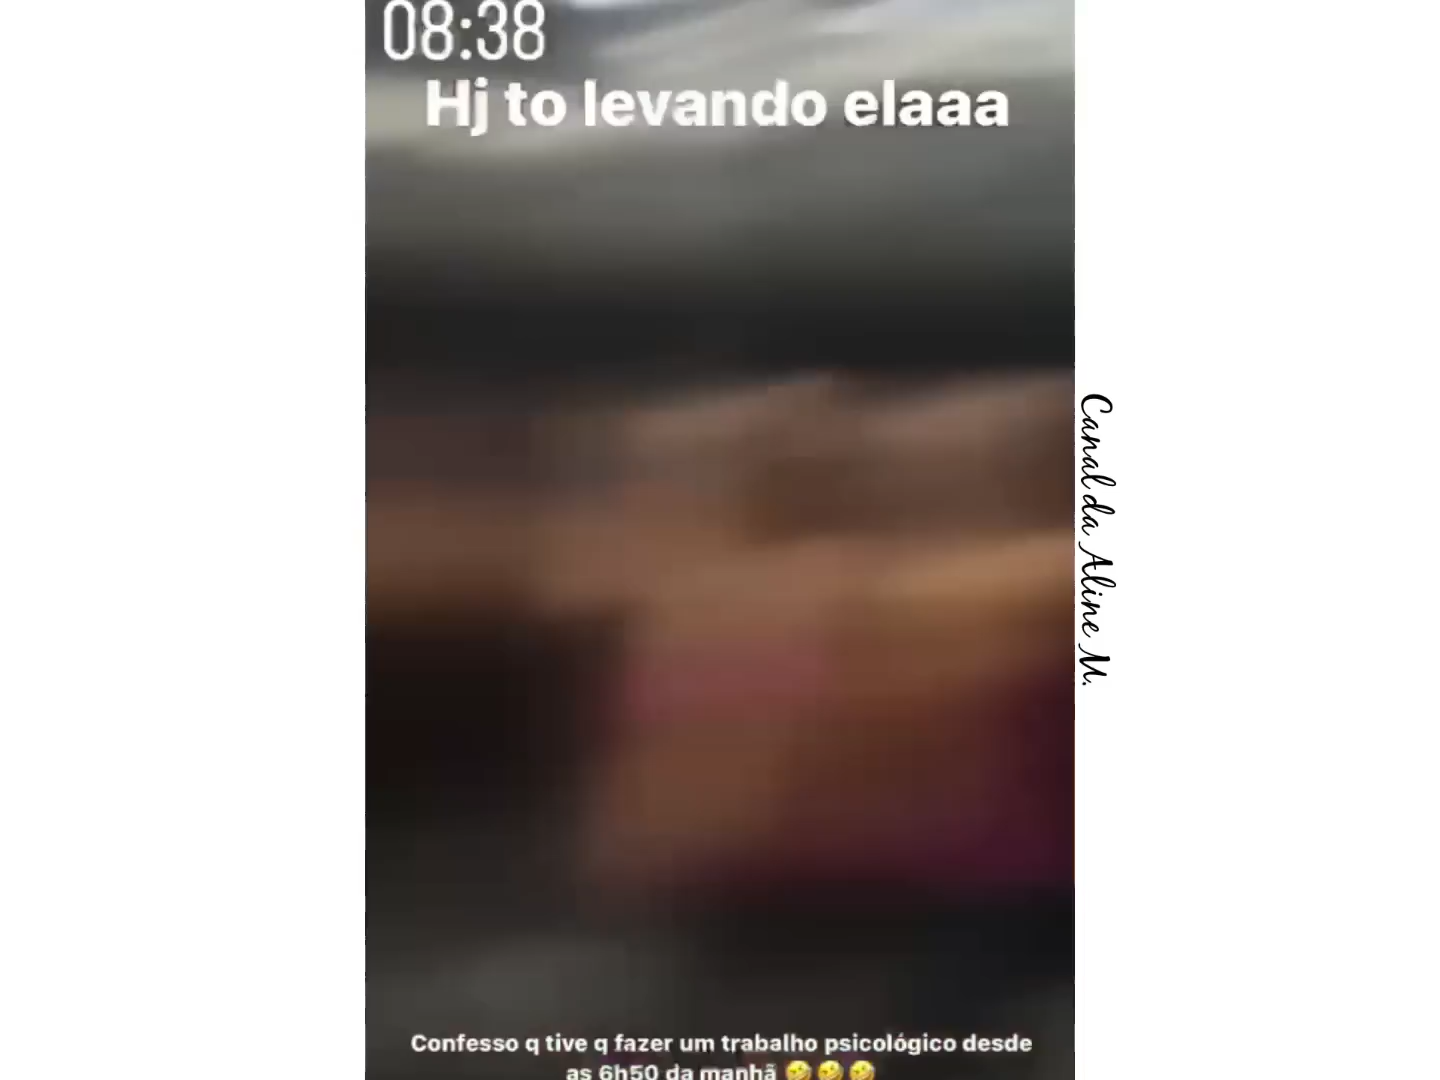 08:38
Hj to levando elaaa
Canal da Aline M.
Confesso q tive q fazer um trabalho psicológico desde
as 6h50 da manhã 🤣🤣🤣